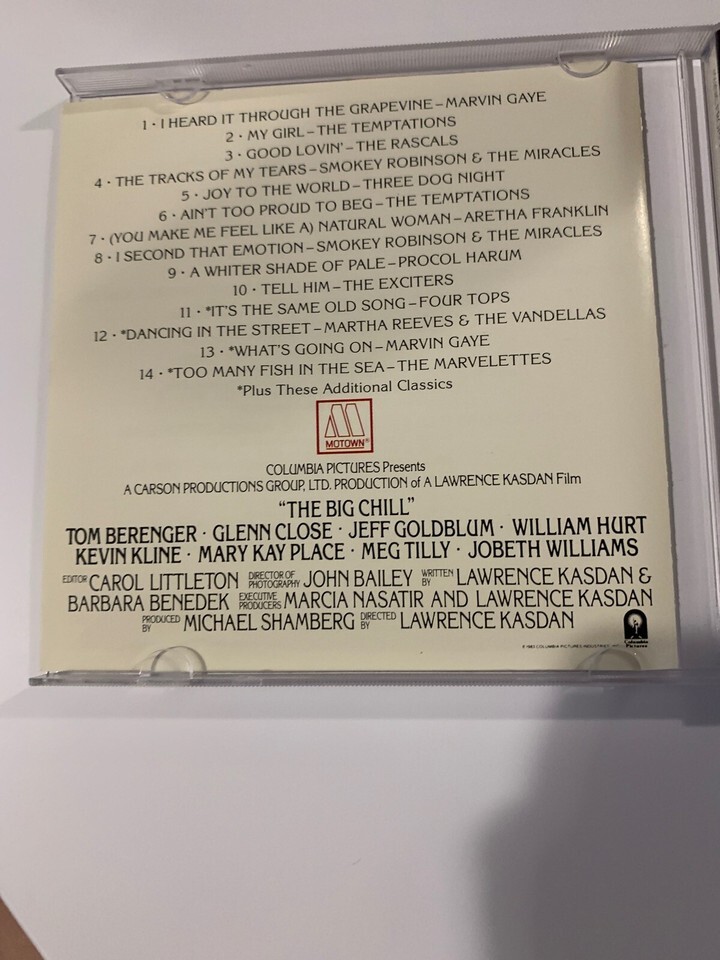 1 · I HEARD IT THROUGH THE GRAPEVINE – MARVIN GAYE
2 · MY GIRL – THE TEMPTATIONS
3 · GOOD LOVIN' – THE RASCALS
4 · THE TRACKS OF MY TEARS – SMOKEY ROBINSON & THE MIRACLES
5 · JOY TO THE WORLD – THREE DOG NIGHT
6 · AIN'T TOO PROUD TO BEG – THE TEMPTATIONS
7 · (YOU MAKE ME FEEL LIKE A) NATURAL WOMAN – ARETHA FRANKLIN
8 · I SECOND THAT EMOTION – SMOKEY ROBINSON & THE MIRACLES
9 · A WHITER SHADE OF PALE – PROCOL HARUM
10 · TELL HIM – THE EXCITERS
11 · *IT'S THE SAME OLD SONG – FOUR TOPS
12 · *DANCING IN THE STREET – MARTHA REEVES & THE VANDELLAS
13 · *WHAT'S GOING ON – MARVIN GAYE
14 · *TOO MANY FISH IN THE SEA – THE MARVELETTES
*Plus These Additional Classics
MOTOWN®
COLUMBIA PICTURES Presents
A CARSON PRODUCTIONS GROUP, LTD. PRODUCTION of A LAWRENCE KASDAN Film
"THE BIG CHILL"
TOM BERENGER · GLENN CLOSE · JEFF GOLDBLUM · WILLIAM HURT
KEVIN KLINE · MARY KAY PLACE · MEG TILLY · JOBETH WILLIAMS
EDITOR CAROL LITTLETON DIRECTOR OF PHOTOGRAPHY JOHN BAILEY WRITTEN BY LAWRENCE KASDAN &
BARBARA BENEDEK EXECUTIVE PRODUCERS MARCIA NASATIR AND LAWRENCE KASDAN
PRODUCED BY MICHAEL SHAMBERG DIRECTED BY LAWRENCE KASDAN
Columbia Pictures
1983 COLUMBIA PICTURES INDUSTRIES,